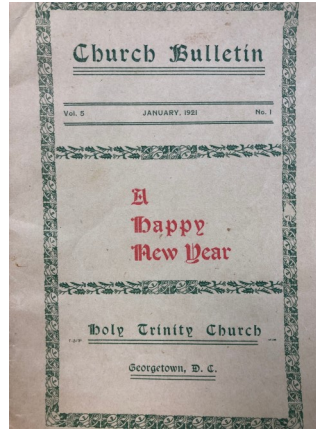 Church Bulletin
Vol. 5 JANUARY, 1921 No. 1
A
Happy
New Year
Holy Trinity Church
Georgetown, D. C.